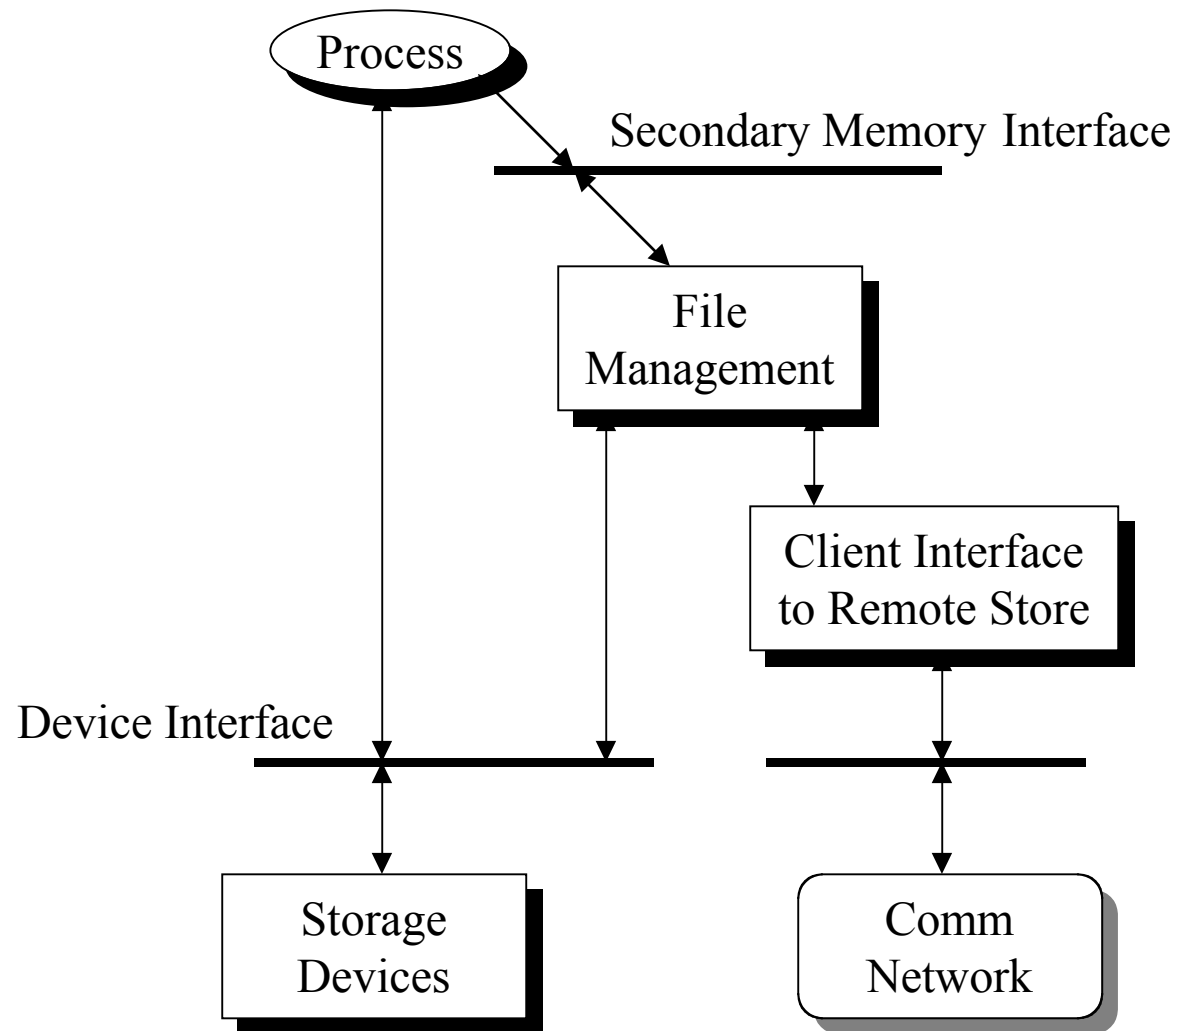 Process
Secondary Memory Interface
File
Management
Client Interface
to Remote Store
Device Interface
Storage
Devices
Comm
Network